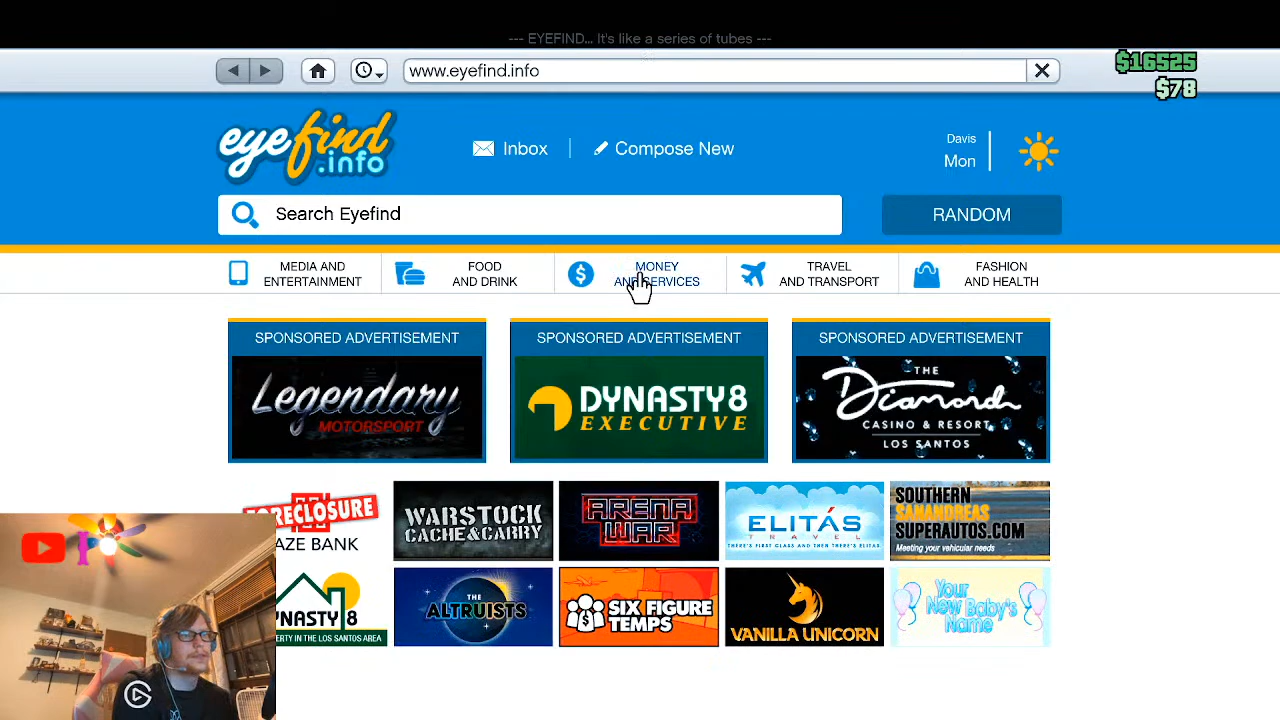 --- EYEFIND... It's like a series of tubes ---
www.eyefind.info
$16525
$78
eyefind
.info
Inbox
Compose New
Davis
Mon
Search Eyefind
RANDOM
MEDIA AND
ENTERTAINMENT
FOOD
AND DRINK
MONEY
AND SERVICES
TRAVEL
AND TRANSPORT
FASHION
AND HEALTH
SPONSORED ADVERTISEMENT
Legendary
MOTORSPORT
SPONSORED ADVERTISEMENT
DYNASTY8
EXECUTIVE
SPONSORED ADVERTISEMENT
THE
Diamond
CASINO & RESORT
LOS SANTOS
FORECLOSURE
AZE BANK
WARSTOCK
CACHE&CARRY
ARENA
WAR
ELITÁS
TRAVEL
THERE'S FIRST CLASS AND THEN THERE'S ELITAS
SOUTHERN
SANANDREAS
SUPERAUTOS.COM
Meeting your vehicular needs
NASTY 8
PERTY IN THE LOS SANTOS AREA
THE
ALTRUISTS
SIX FIGURE
TEMPS
VANILLA UNICORN
Your
New Baby's
Name